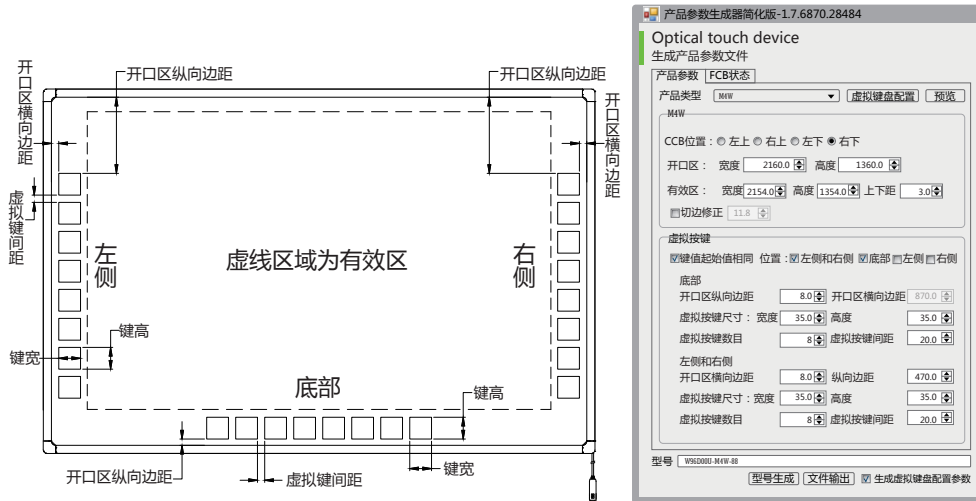 开口区纵向边距
开口区纵向边距
开口区横向边距
开口区横向边距
虚拟键间距
左侧
虚线区域为有效区
右侧
键高
键宽
底部
键高
开口区纵向边距
虚拟键间距
键宽
产品参数生成器简化版-1.7.6870.28484
Optical touch device
生成产品参数文件
产品参数 FCB状态
产品类型 M4W 虚拟键盘配置 预览
M4W
CCB位置：左上 右上 左下 右下
开口区： 宽度 2160.0 高度 1360.0
有效区： 宽度 2154.0 高度 1354.0 上下距 3.0
切边修正 11.8
虚拟按键
键值起始值相同 位置：左侧和右侧 底部 左侧 右侧
底部
开口区纵向边距 8.0 开口区横向边距 870.0
虚拟按键尺寸：宽度 35.0 高度 35.0
虚拟按键数目 8 虚拟按键间距 20.0
左侧和右侧
开口区横向边距 8.0 纵向边距 470.0
虚拟按键尺寸：宽度 35.0 高度 35.0
虚拟按键数目 8 虚拟按键间距 20.0
型号 W96D00U-M4W-88
型号生成 文件输出 生成虚拟键盘配置参数